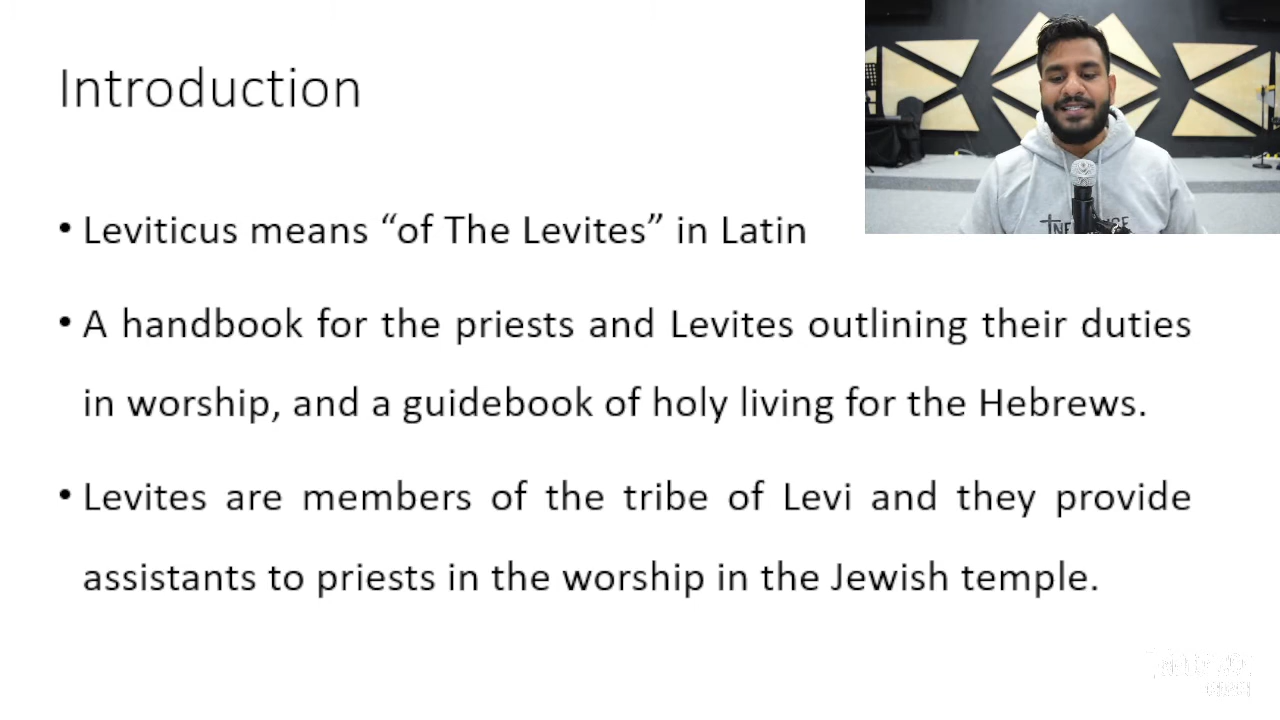 Introduction
• Leviticus means “of The Levites” in Latin
• A handbook for the priests and Levites outlining their duties
in worship, and a guidebook of holy living for the Hebrews.
• Levites are members of the tribe of Levi and they provide
assistants to priests in the worship in the Jewish temple.